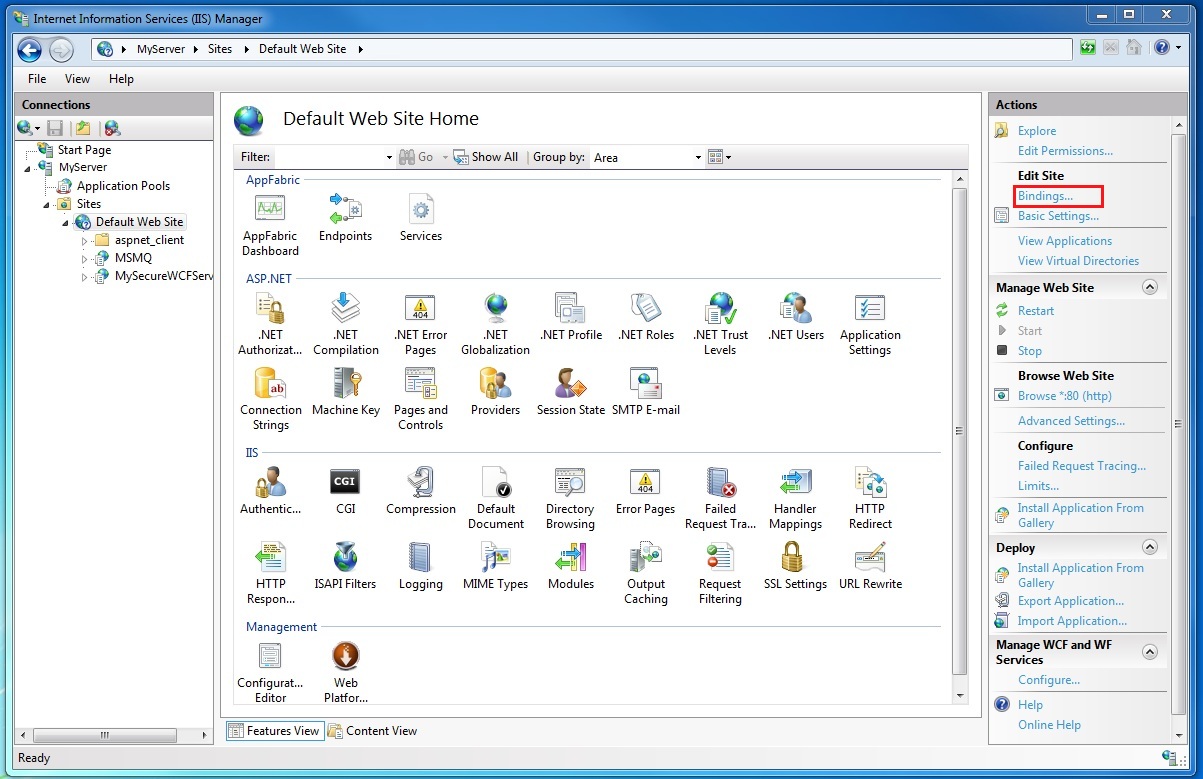 Internet Information Services (IIS) Manager
MyServer Sites Default Web Site
File View Help
Connections
Start Page
MyServer
Application Pools
Sites
Default Web Site
aspnet_client
MSMQ
MySecureWCFServ
Default Web Site Home
Filter: Go Show All Group by: Area
AppFabric
AppFabric Dashboard
Endpoints
Services
ASP.NET
.NET Authorizat...
.NET Compilation
.NET Error Pages
404
.NET Globalization
.NET Profile
.NET Roles
.NET Trust Levels
.NET Users
Application Settings
ab
Connection Strings
Machine Key
Pages and Controls
Providers
Session State
SMTP E-mail
IIS
Authentic...
CGI
CGI
Compression
Default Document
Directory Browsing
404
Error Pages
Failed Request Tra...
Handler Mappings
HTTP Redirect
HTTP Respon...
ISAPI Filters
Logging
MIME Types
Modules
Output Caching
Request Filtering
SSL Settings
URL Rewrite
Management
Configurat... Editor
Web Platfor...
Features View Content View
Actions
Explore
Edit Permissions...
Edit Site
Bindings...
Basic Settings...
View Applications
View Virtual Directories
Manage Web Site
Restart
Start
Stop
Browse Web Site
Browse *:80 (http)
Advanced Settings...
Configure
Failed Request Tracing...
Limits...
Install Application From
Gallery
Deploy
Install Application From
Gallery
Export Application...
Import Application...
Manage WCF and WF
Services
Configure...
Help
Online Help
Ready